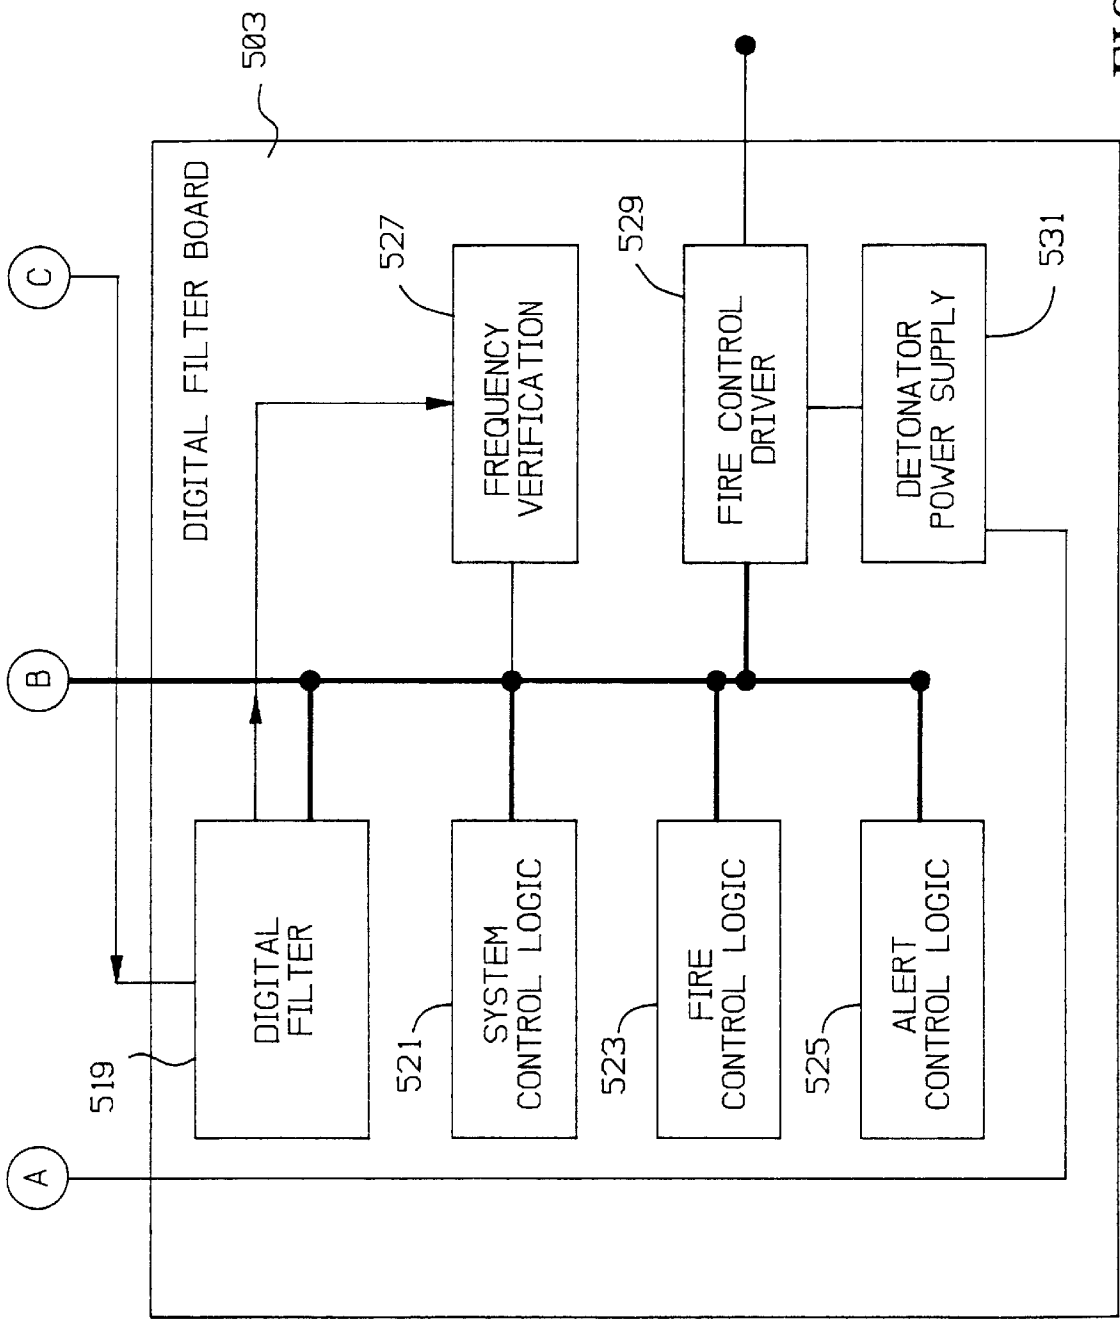 A
B
C
DIGITAL FILTER BOARD
503
519
DIGITAL
FILTER
521
SYSTEM
CONTROL LOGIC
523
FIRE
CONTROL LOGIC
525
ALERT
CONTROL LOGIC
527
FREQUENCY
VERIFICATION
529
FIRE CONTROL
DRIVER
531
DETONATOR
POWER SUPPLY